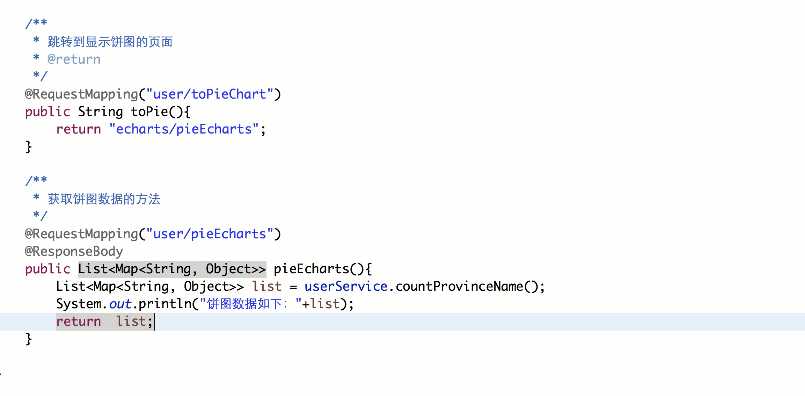 /**
 * 跳转到显示饼图的页面
 * @return
 */
@RequestMapping("user/toPieChart")
public String toPie(){
    return "echarts/pieEcharts";
}
/**
 * 获取饼图数据的方法
 */
@RequestMapping("user/pieEcharts")
@ResponseBody
public List<Map<String, Object>> pieEcharts(){
    List<Map<String, Object>> list = userService.countProvinceName();
    System.out.println("饼图数据如下："+list);
    return  list;
}